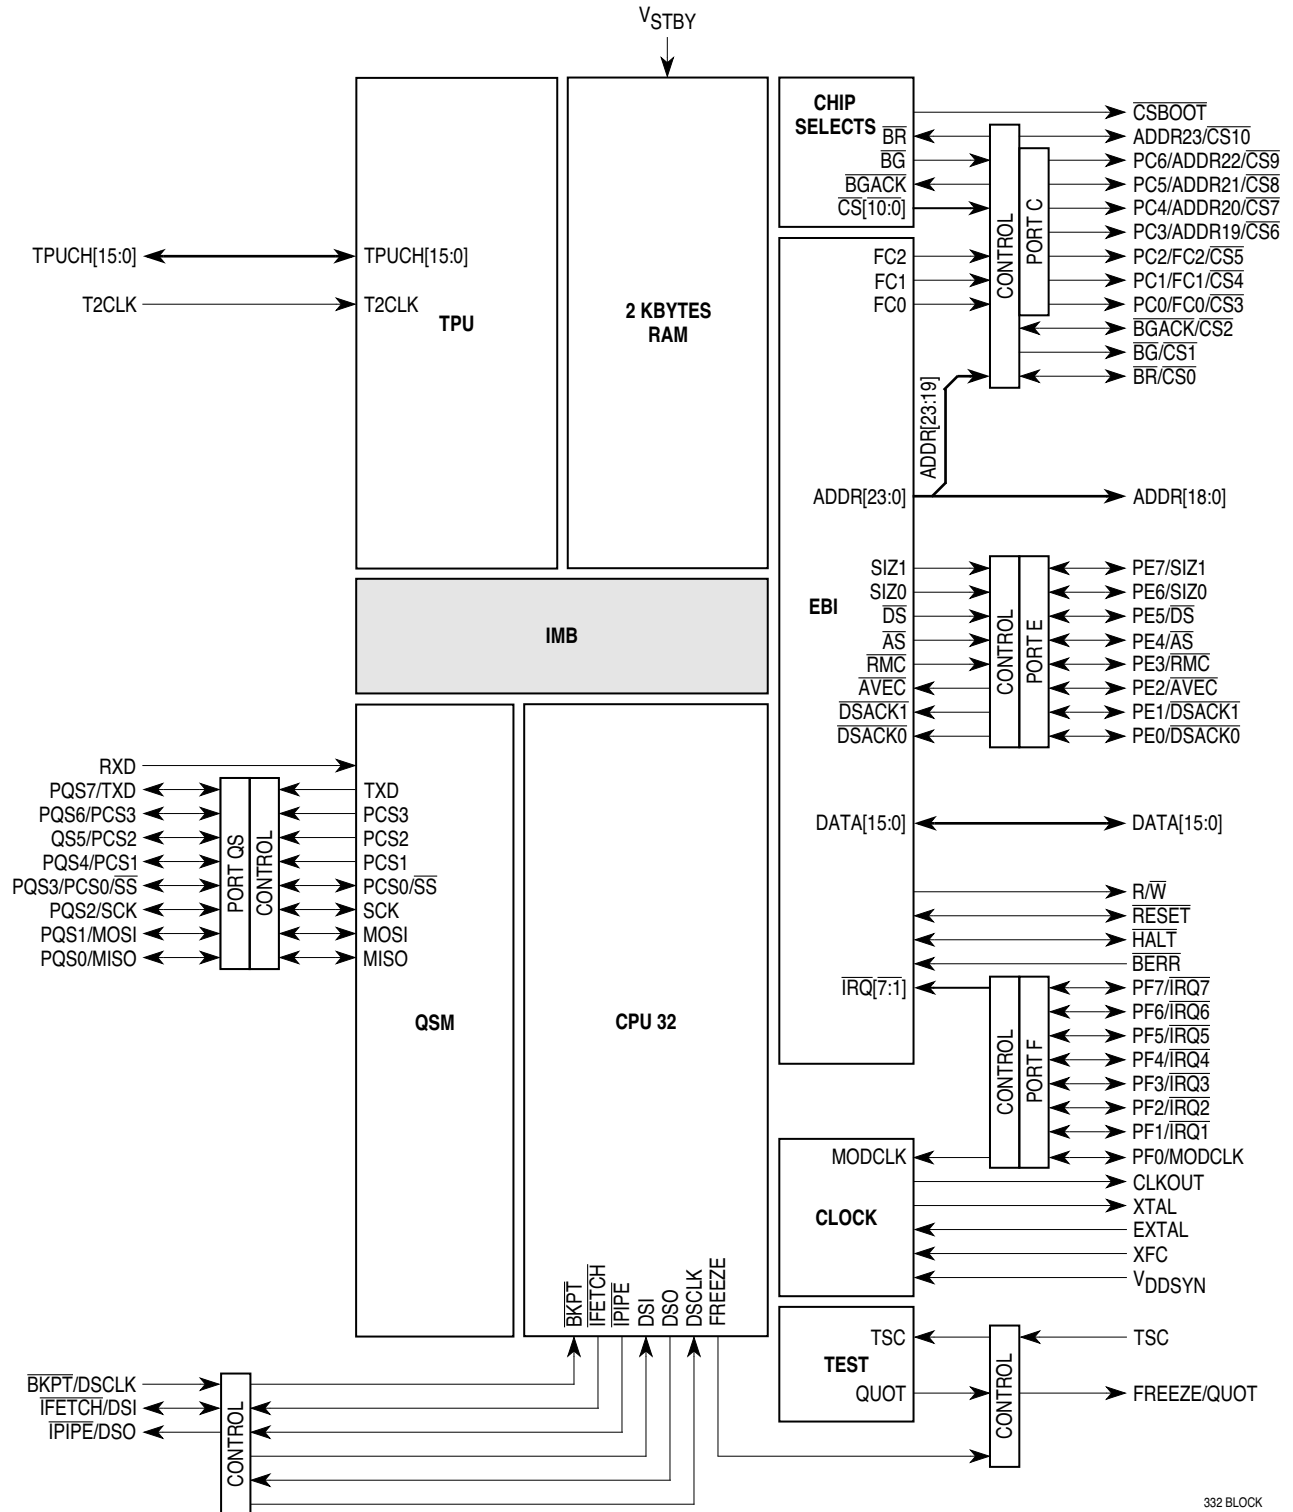 VSTBY
CHIP
SELECTS
BR
BG
BGACK
CS[10:0]
CONTROL
PORT C
CSBOOT
ADDR23/CS10
PC6/ADDR22/CS9
PC5/ADDR21/CS8
PC4/ADDR20/CS7
PC3/ADDR19/CS6
PC2/FC2/CS5
PC1/FC1/CS4
PC0/FC0/CS3
BGACK/CS2
BG/CS1
BR/CS0
TPUCH[15:0]
T2CLK
TPUCH[15:0]
T2CLK
TPU
2 KBYTES
RAM
FC2
FC1
FC0
ADDR[23:19]
ADDR[23:0]
ADDR[18:0]
EBI
SIZ1
SIZ0
DS
AS
RMC
AVEC
DSACK1
DSACK0
CONTROL
PORT E
PE7/SIZ1
PE6/SIZ0
PE5/DS
PE4/AS
PE3/RMC
PE2/AVEC
PE1/DSACK1
PE0/DSACK0
IMB
DATA[15:0]
DATA[15:0]
R/W
RESET
HALT
BERR
IRQ[7:1]
CONTROL
PORT F
PF7/IRQ7
PF6/IRQ6
PF5/IRQ5
PF4/IRQ4
PF3/IRQ3
PF2/IRQ2
PF1/IRQ1
PF0/MODCLK
RXD
PQS7/TXD
PQS6/PCS3
QS5/PCS2
PQS4/PCS1
PQS3/PCS0/SS
PQS2/SCK
PQS1/MOSI
PQS0/MISO
PORT QS
CONTROL
TXD
PCS3
PCS2
PCS1
PCS0/SS
SCK
MOSI
MISO
QSM
CPU 32
MODCLK
CLOCK
CLKOUT
XTAL
EXTAL
XFC
VDDSYN
BKPT
IFETCH
IPIPE
DSI
DSO
DSCLK
FREEZE
TSC
TEST
QUOT
CONTROL
TSC
FREEZE/QUOT
BKPT/DSCLK
IFETCH/DSI
IPIPE/DSO
CONTROL
332 BLOCK